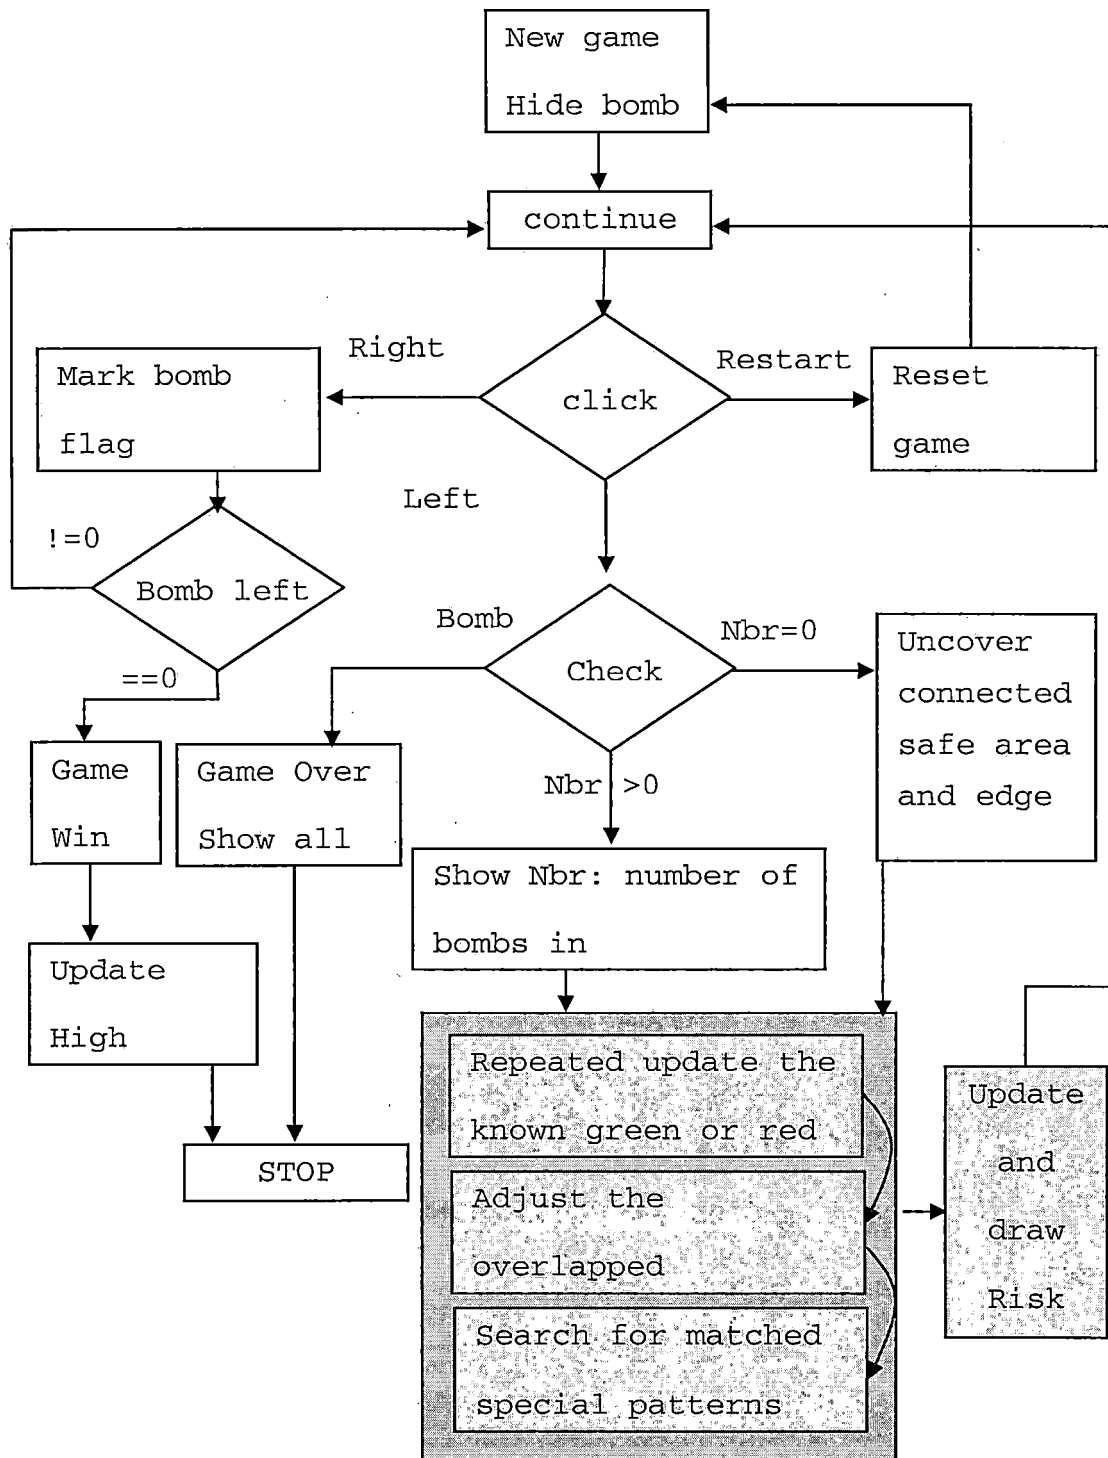 New game
Hide bomb
continue
Right
Restart
Mark bomb
flag
click
Reset
game
Left
!=0
Bomb left
Bomb
Nbr=0
Check
Uncover
connected
safe area
and edge
==0
Game
Win
Game Over
Show all
Nbr >0
Show Nbr: number of
bombs in
Update
High
Repeated update the
known green or red
Update
and
draw
Risk
STOP
Adjust the
overlapped
Search for matched
special patterns